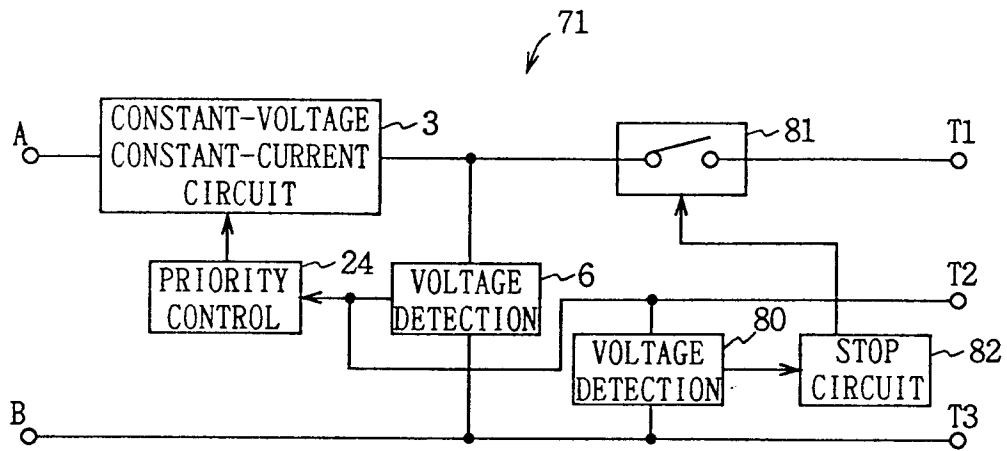 71
CONSTANT-VOLTAGE
CONSTANT-CURRENT
CIRCUIT
3
A
81
T1
PRIORITY
CONTROL
24
VOLTAGE
DETECTION
6
T2
VOLTAGE
DETECTION
80
STOP
CIRCUIT
82
B
T3